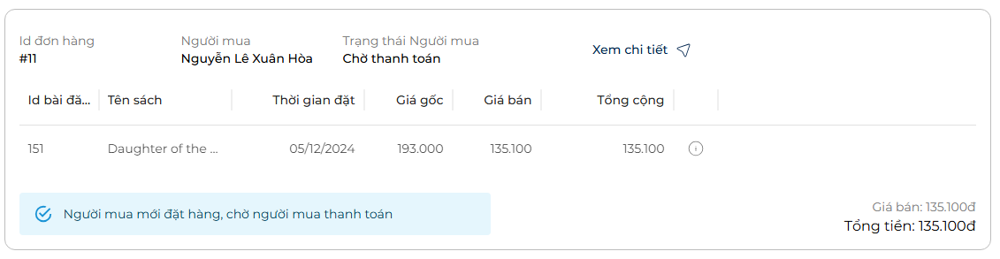 Id đơn hàng Người mua Trạng thái Người mua
#11 Nguyễn Lê Xuân Hòa Chờ thanh toán Xem chi tiết
Id bài đă... Tên sách Thời gian đặt Giá gốc Giá bán Tổng cộng
151 Daughter of the ... 05/12/2024 193.000 135.100 135.100
Người mua mới đặt hàng, chờ người mua thanh toán
Giá bán: 135.100đ
Tổng tiền: 135.100đ